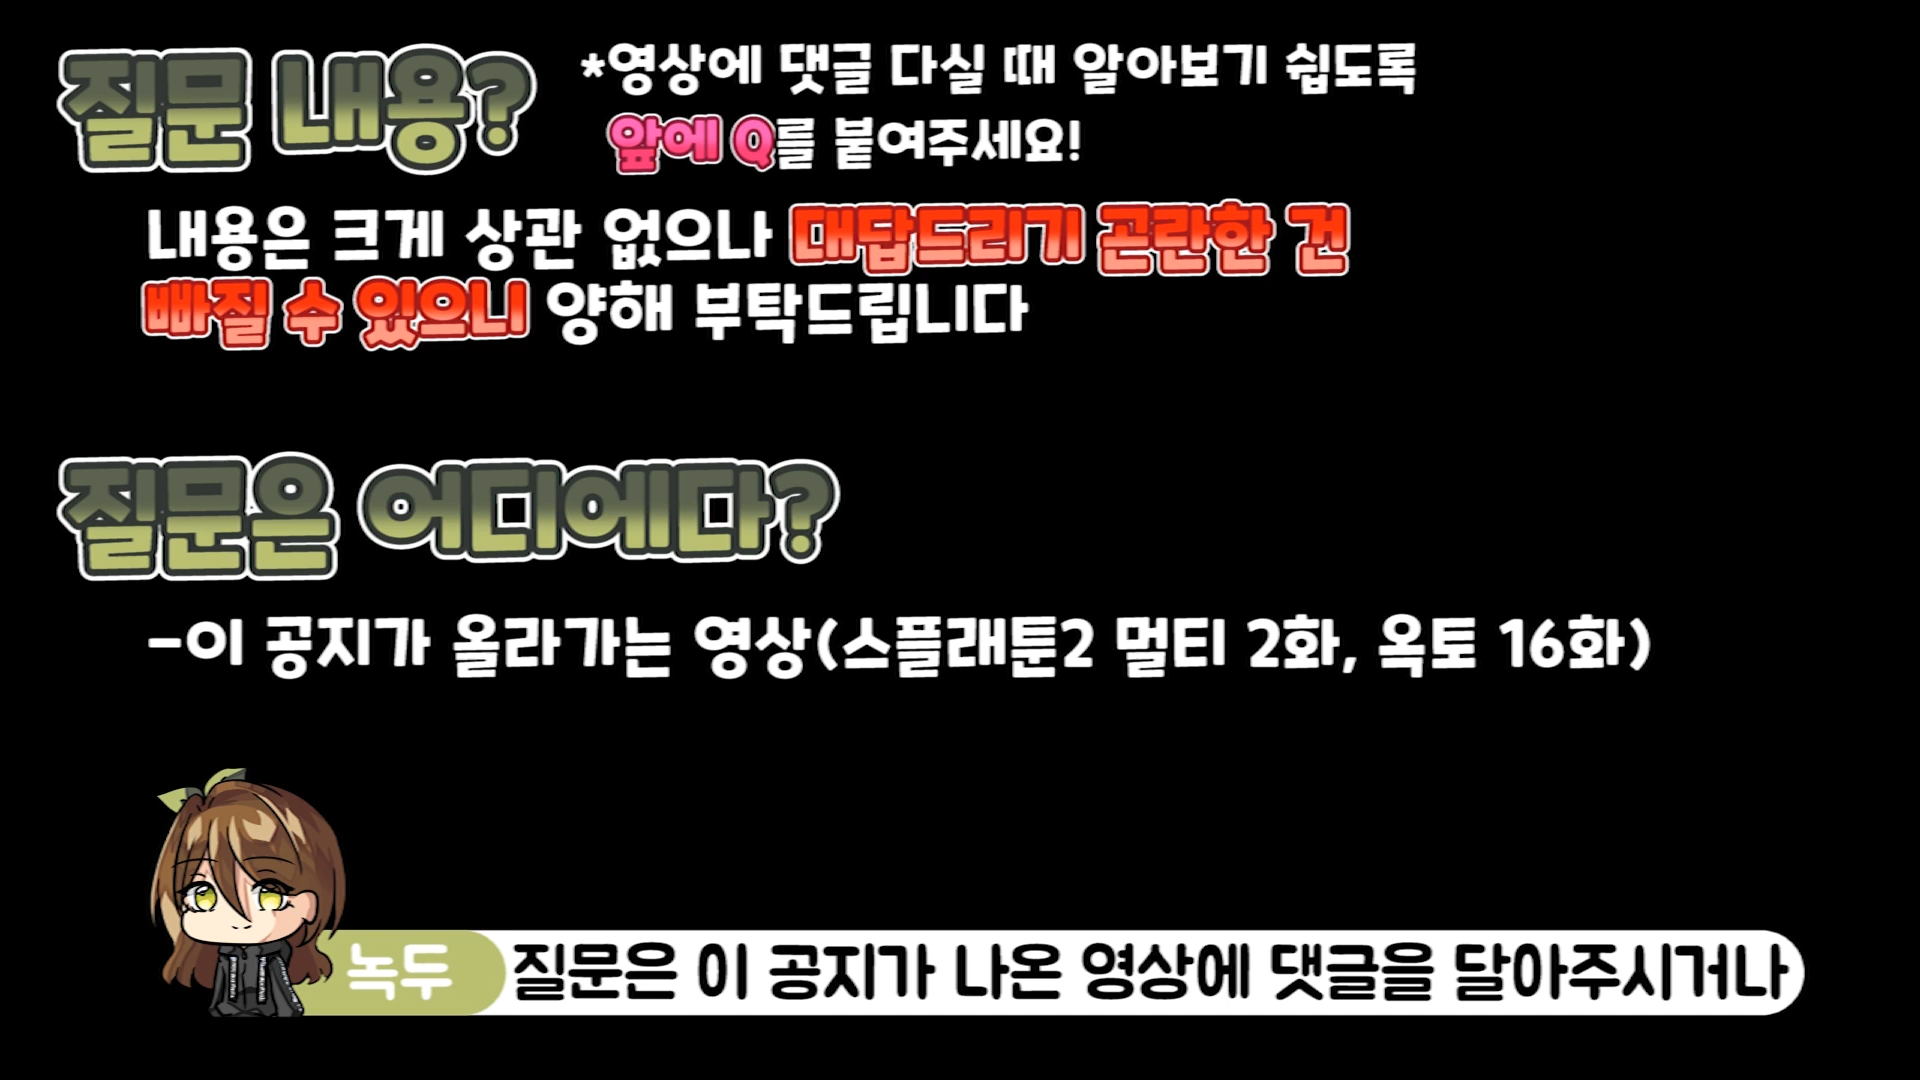 질문 내용?
*영상에 댓글 다실 때 알아보기 쉽도록
앞에 Q를 붙여주세요!
내용은 크게 상관 없으나 대답드리기 곤란한 건
빠질 수 있으니 양해 부탁드립니다
질문은 어디에다?
-이 공지가 올라가는 영상(스플래툰2 멀티 2화, 옥토 16화)
녹두
질문은 이 공지가 나온 영상에 댓글을 달아주시거나